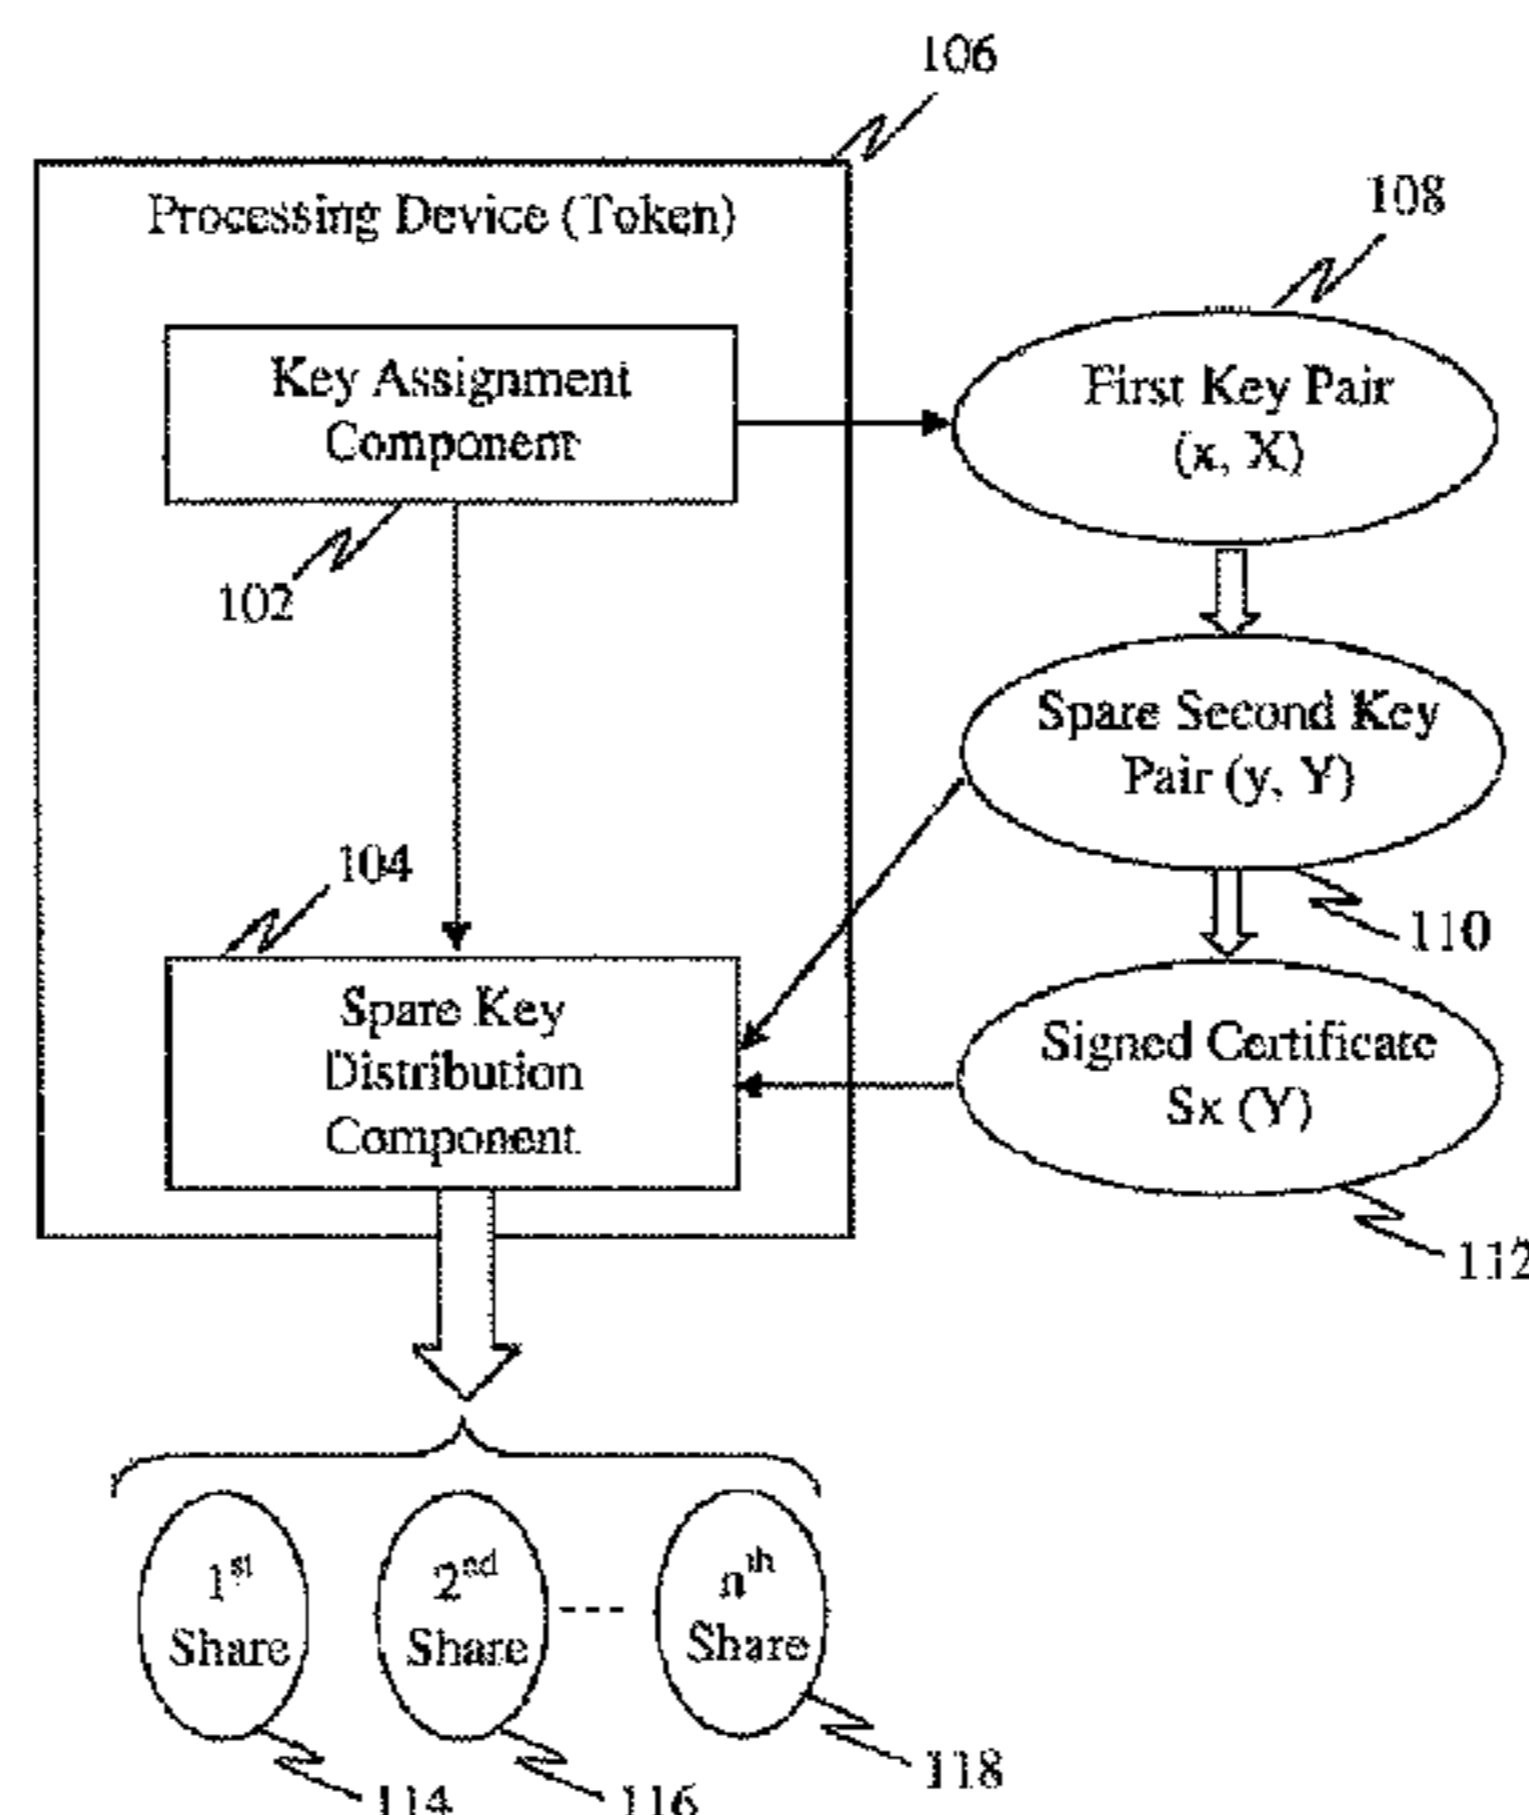 106
Processing Device (Token)
108
Key Assignment
Component
First Key Pair
(x, X)
102
Spare Second Key
Pair (y, Y)
104
110
Spare Key
Distribution
Component
Signed Certificate
Sx (Y)
112
1st
Share
2nd
Share
---
nth
Share
114
116
118